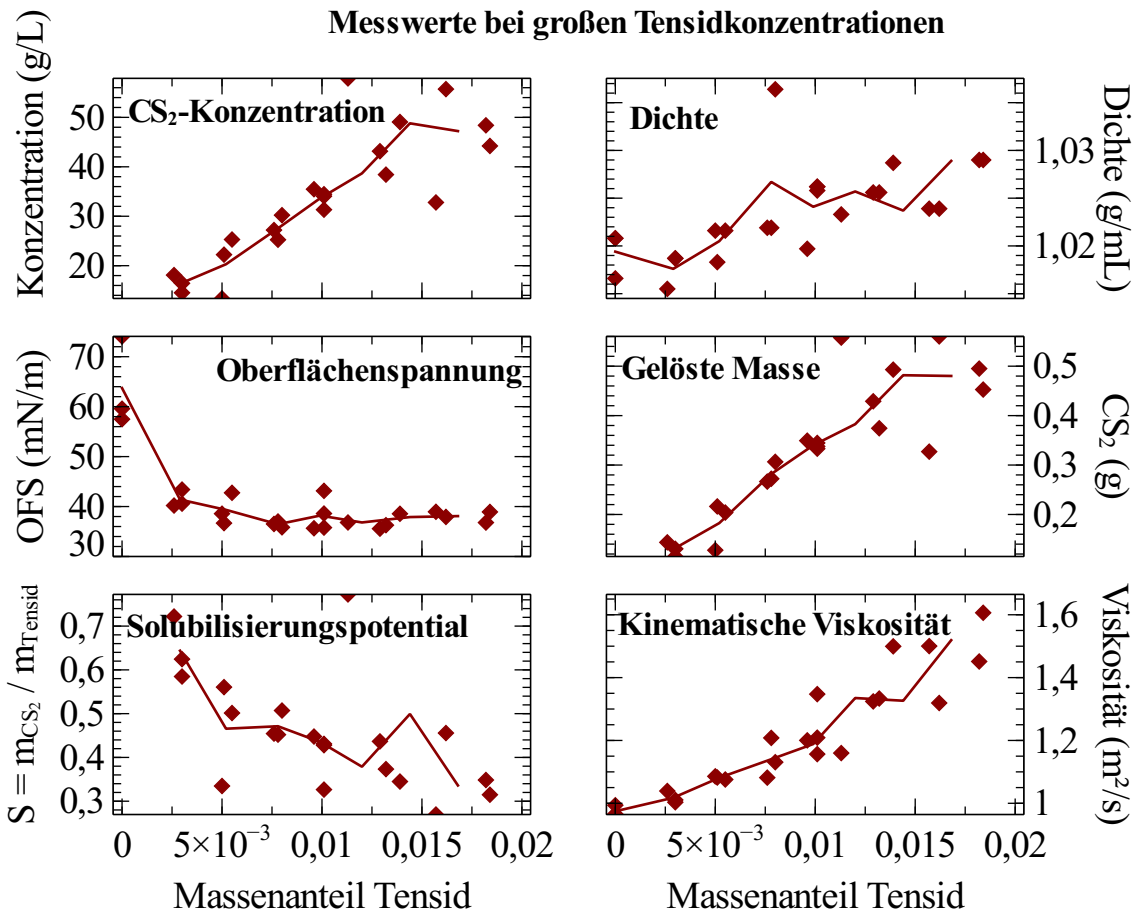 Messwerte bei großen Tensidkonzentrationen
Konzentration (g/L)
50
40
30
20
CS₂-Konzentration
Dichte
1,03
1,02
Dichte (g/mL)
OFS (mN/m)
70
60
50
40
30
Oberflächenspannung
Gelöste Masse
0,5
0,4
0,3
0,2
CS₂ (g)
S = m_CS₂ / m_Tensid
0,7
0,6
0,5
0,4
0,3
Solubilisierungspotential
Kinematische Viskosität
1,6
1,4
1,2
1
Viskosität (m²/s)
0 5×10⁻³ 0,01 0,015 0,02
0 5×10⁻³ 0,01 0,015 0,02
Massenanteil Tensid
Massenanteil Tensid